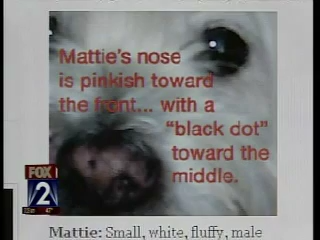 Mattie's nose
is pinkish toward
the front... with a
"black dot"
toward the
middle.
FOX
2
47°
Mattie: Small, white, fluffy, male